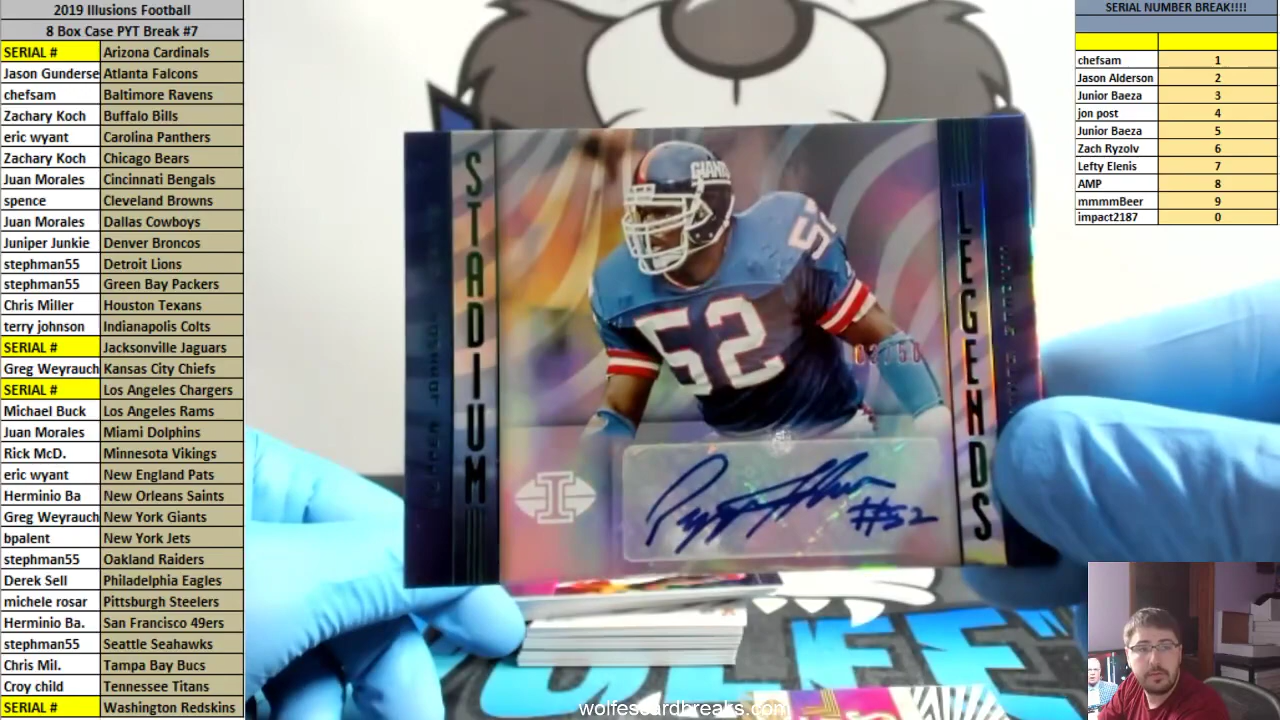 2019 Illusions Football
8 Box Case PYT Break #7
SERIAL # Arizona Cardinals
Jason Gunderse Atlanta Falcons
chefsam Baltimore Ravens
Zachary Koch Buffalo Bills
eric wyant Carolina Panthers
Zachary Koch Chicago Bears
Juan Morales Cincinnati Bengals
spence Cleveland Browns
Juan Morales Dallas Cowboys
Juniper Junkie Denver Broncos
stephman55 Detroit Lions
stephman55 Green Bay Packers
Chris Miller Houston Texans
terry johnson Indianapolis Colts
SERIAL # Jacksonville Jaguars
Greg Weyrauch Kansas City Chiefs
SERIAL # Los Angeles Chargers
Michael Buck Los Angeles Rams
Juan Morales Miami Dolphins
Rick McD. Minnesota Vikings
eric wyant New England Pats
Herminio Ba New Orleans Saints
Greg Weyrauch New York Giants
bpalent New York Jets
stephman55 Oakland Raiders
Derek Sell Philadelphia Eagles
michele rosar Pittsburgh Steelers
Herminio Ba. San Francisco 49ers
stephman55 Seattle Seahawks
Chris Mil. Tampa Bay Bucs
Croy child Tennessee Titans
SERIAL # Washington Redskins
STADIUM
GIANTS
52
52
I
#52
LEGENDS
wolfescardbreaks.com
SERIAL NUMBER BREAK!!!!
chefsam 1
Jason Alderson 2
Junior Baeza 3
jon post 4
Junior Baeza 5
Zach Ryzolv 6
Lefty Elenis 7
AMP 8
mmmmBeer 9
impact2187 0